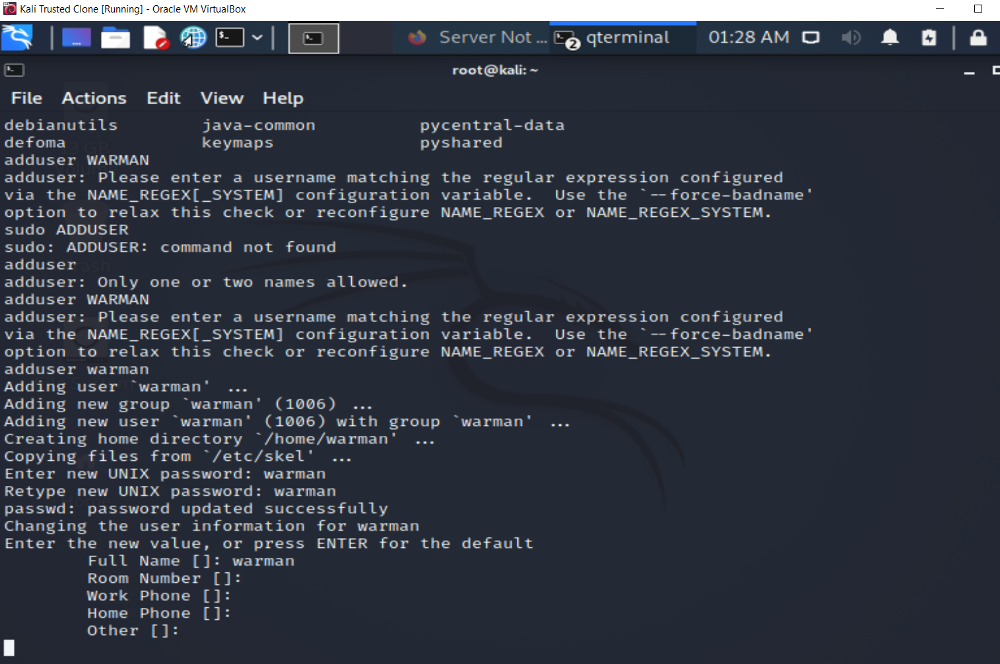 Kali Trusted Clone [Running] - Oracle VM VirtualBox
Server Not ... 2 qterminal 01:28 AM
root@kali: ~
File Actions Edit View Help
debianutils java-common pycentral-data
defoma keymaps pyshared
adduser WARMAN
adduser: Please enter a username matching the regular expression configured
via the NAME_REGEX[_SYSTEM] configuration variable.  Use the `--force-badname'
option to relax this check or reconfigure NAME_REGEX or NAME_REGEX_SYSTEM.
sudo ADDUSER
sudo: ADDUSER: command not found
adduser
adduser: Only one or two names allowed.
adduser WARMAN
adduser: Please enter a username matching the regular expression configured
via the NAME_REGEX[_SYSTEM] configuration variable.  Use the `--force-badname'
option to relax this check or reconfigure NAME_REGEX or NAME_REGEX_SYSTEM.
adduser warman
Adding user `warman' ...
Adding new group `warman' (1006) ...
Adding new user `warman' (1006) with group `warman' ...
Creating home directory `/home/warman' ...
Copying files from `/etc/skel' ...
Enter new UNIX password: warman
Retype new UNIX password: warman
passwd: password updated successfully
Changing the user information for warman
Enter the new value, or press ENTER for the default
Full Name []: warman
Room Number []:
Work Phone []:
Home Phone []:
Other []: